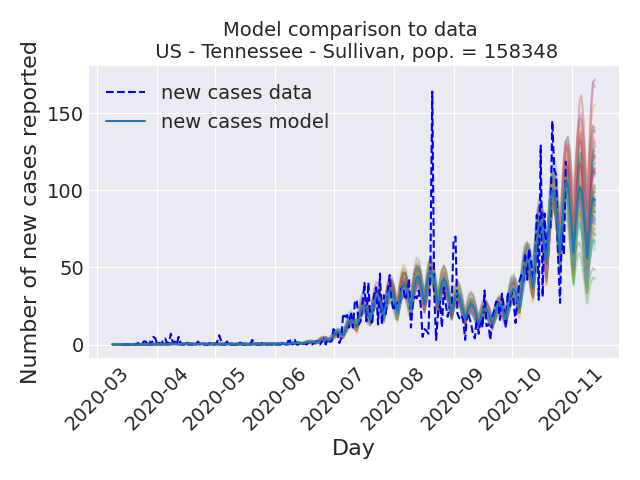 Model comparison to data
US - Tennessee - Sullivan, pop. = 158348
Number of new cases reported
new cases data
new cases model
150
100
50
0
2020-03
2020-04
2020-05
2020-06
2020-07
2020-08
2020-09
2020-10
2020-11
Day